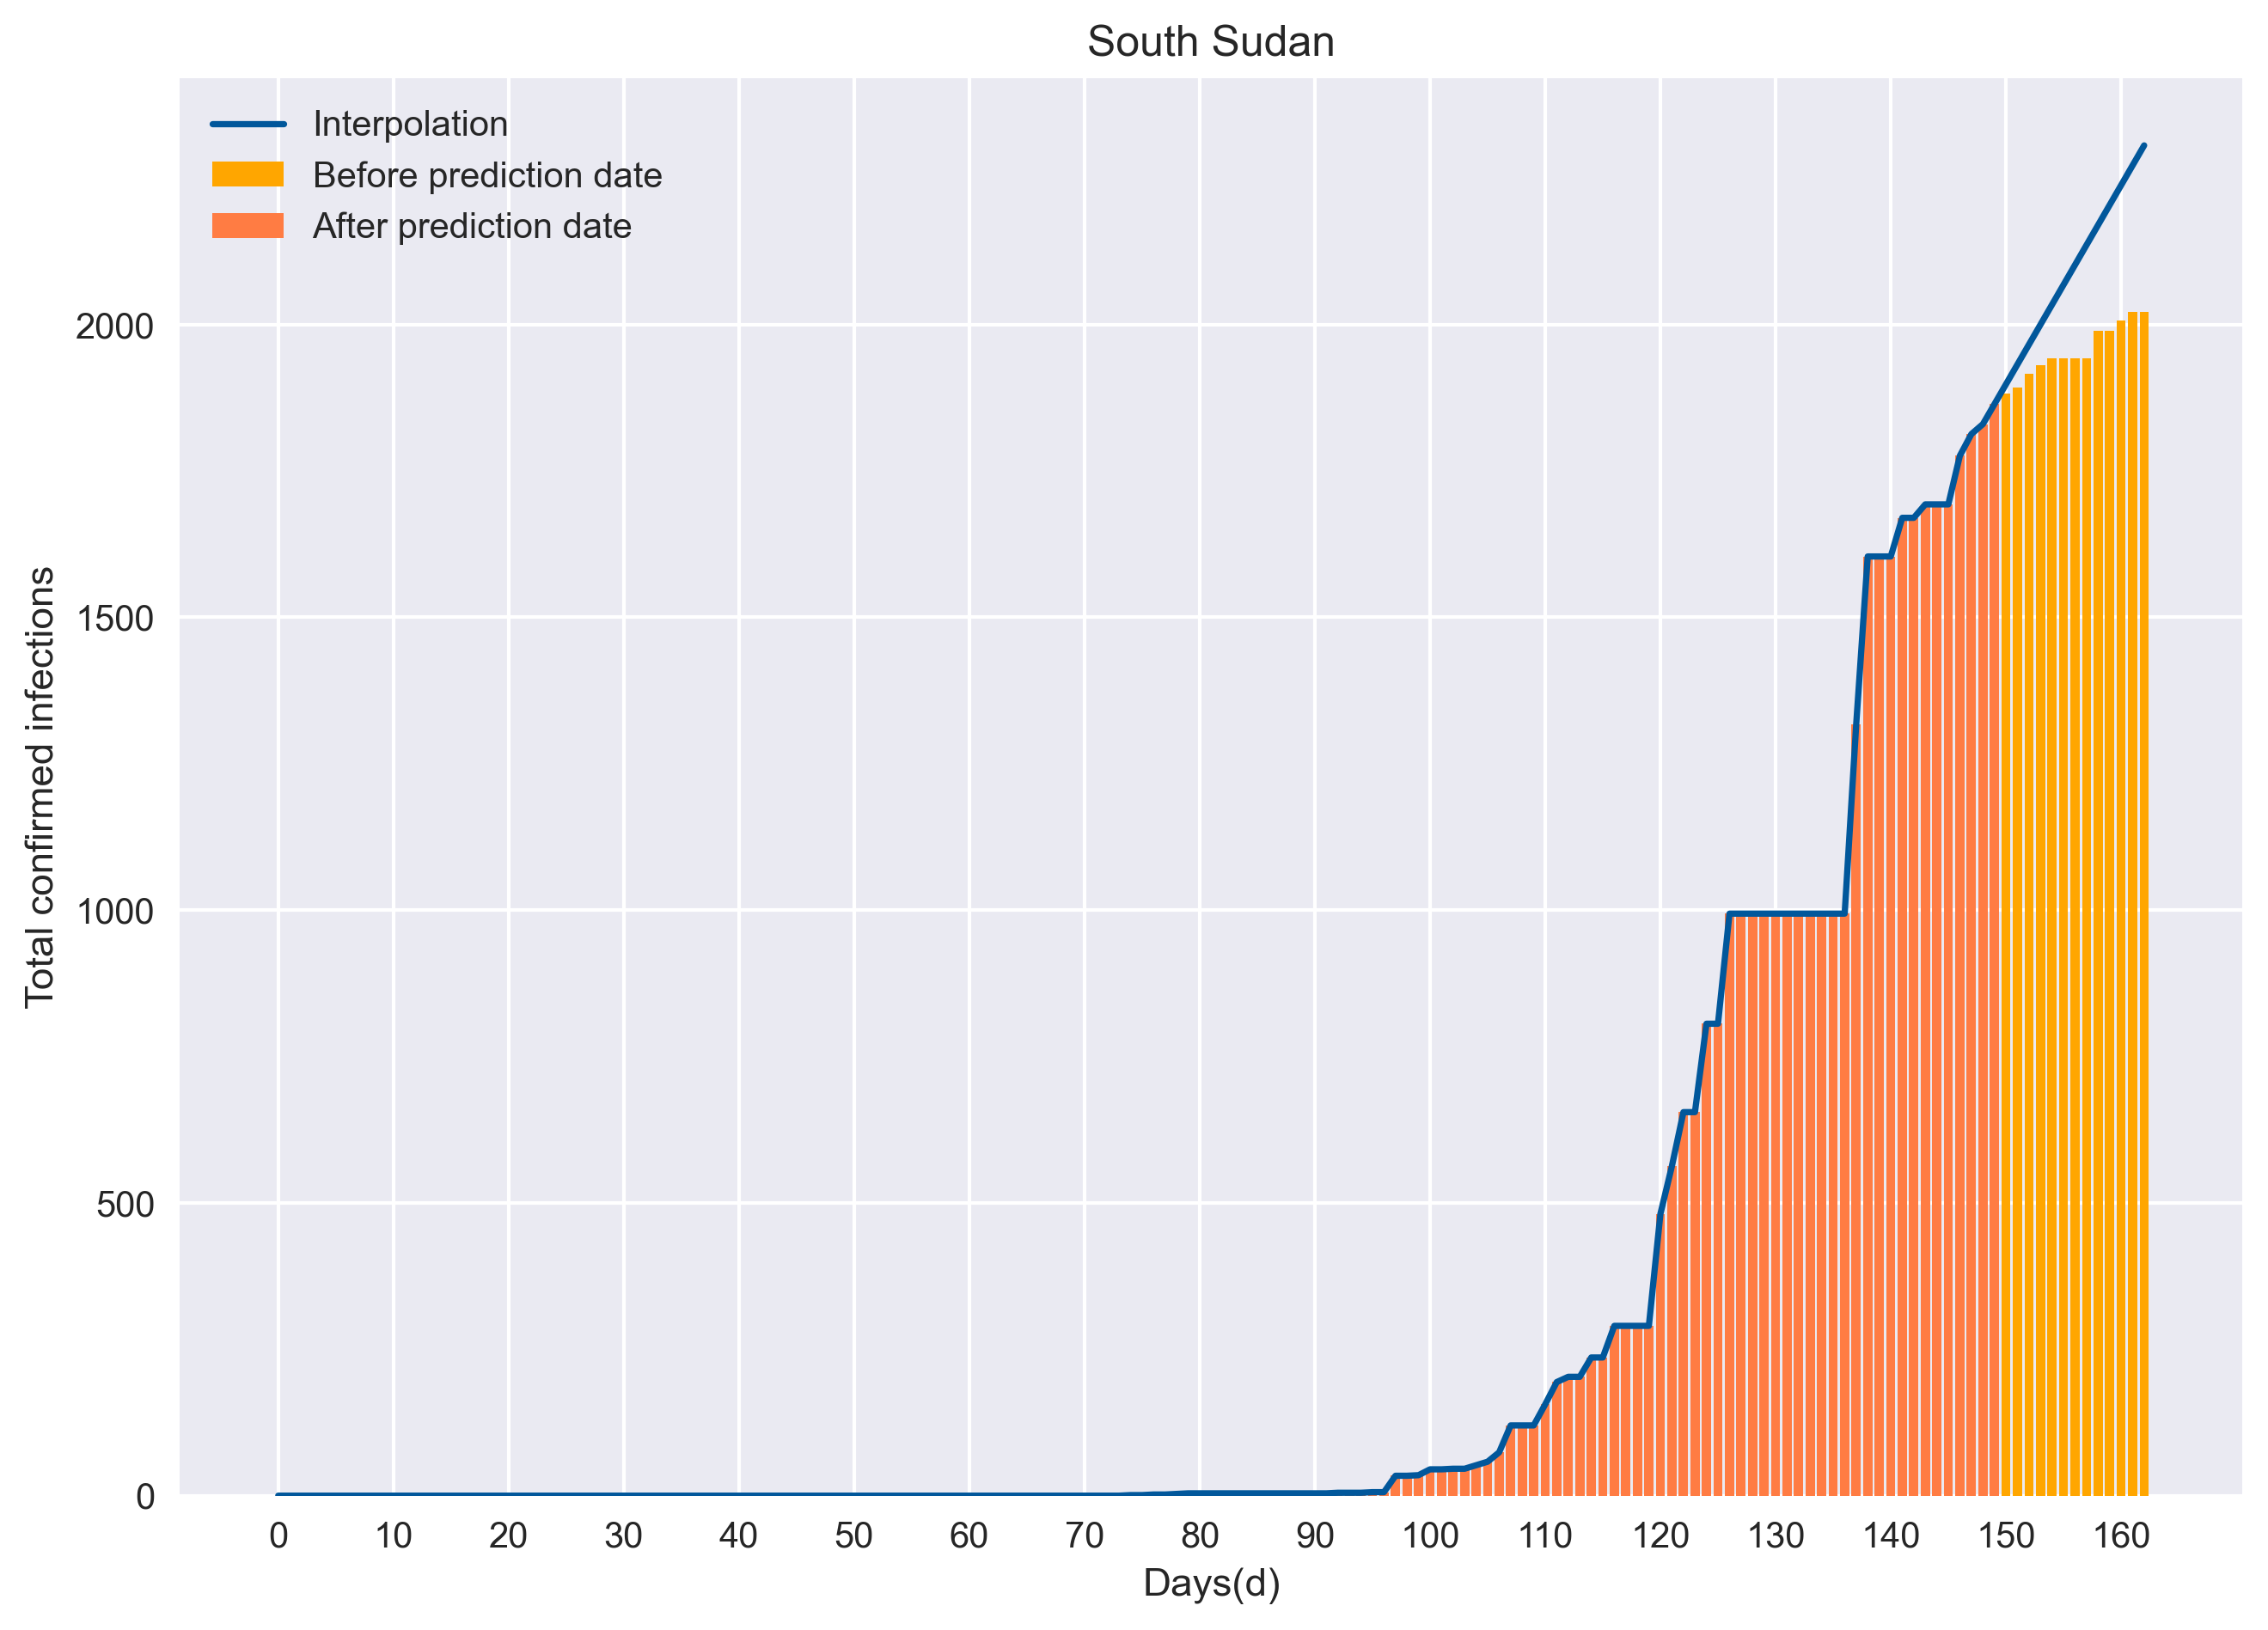 South Sudan
Interpolation
Before prediction date
After prediction date
Total confirmed infections
2000
1500
1000
500
0
0 10 20 30 40 50 60 70 80 90 100 110 120 130 140 150 160
Days(d)